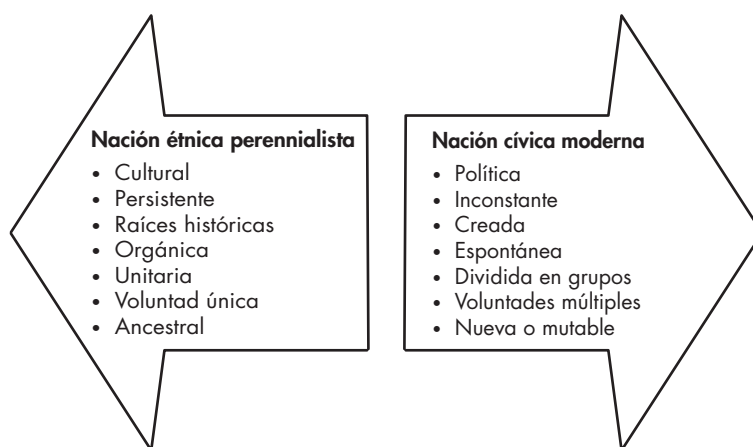 Nación étnica perennialista
• Cultural
• Persistente
• Raíces históricas
• Orgánica
• Unitaria
• Voluntad única
• Ancestral
Nación cívica moderna
• Política
• Inconstante
• Creada
• Espontánea
• Dividida en grupos
• Voluntades múltiples
• Nueva o mutable